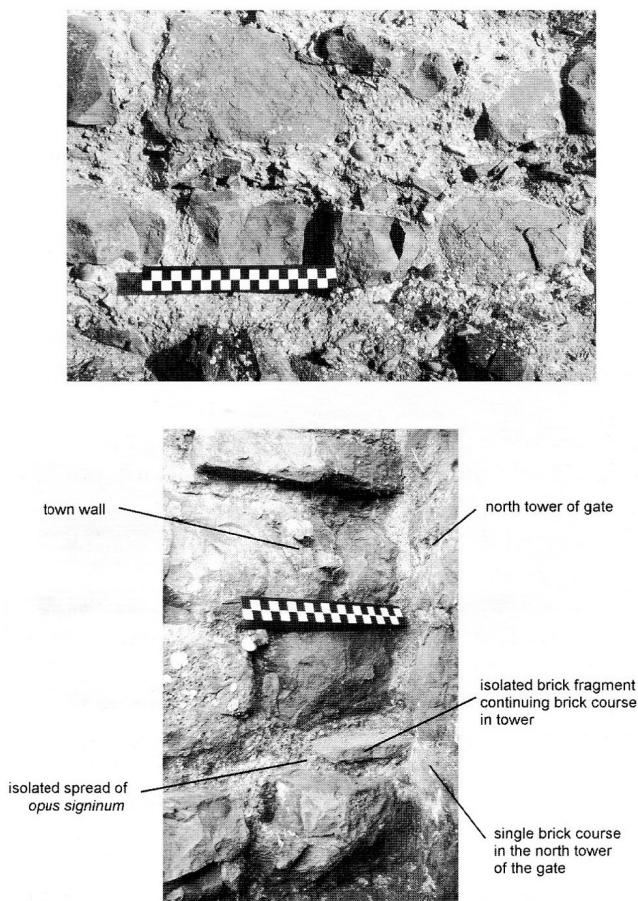 town wall
north tower of gate
isolated brick fragment
continuing brick course
in tower
isolated spread of
opus signinum
single brick course
in the north tower
of the gate